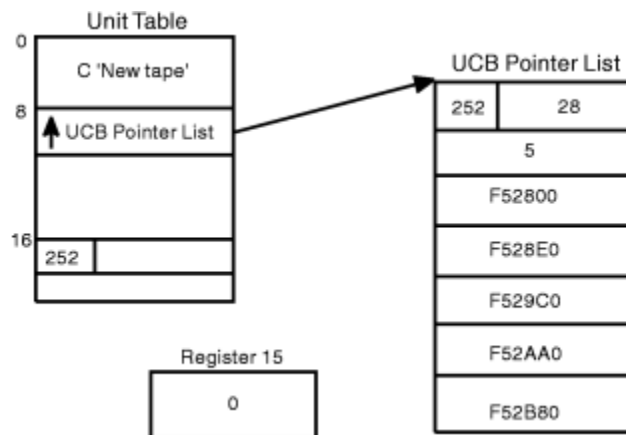 Unit Table
0
C 'New tape'
8
UCB Pointer List
16
252
UCB Pointer List
252 28
5
F52800
F528E0
F529C0
F52AA0
F52B80
Register 15
0